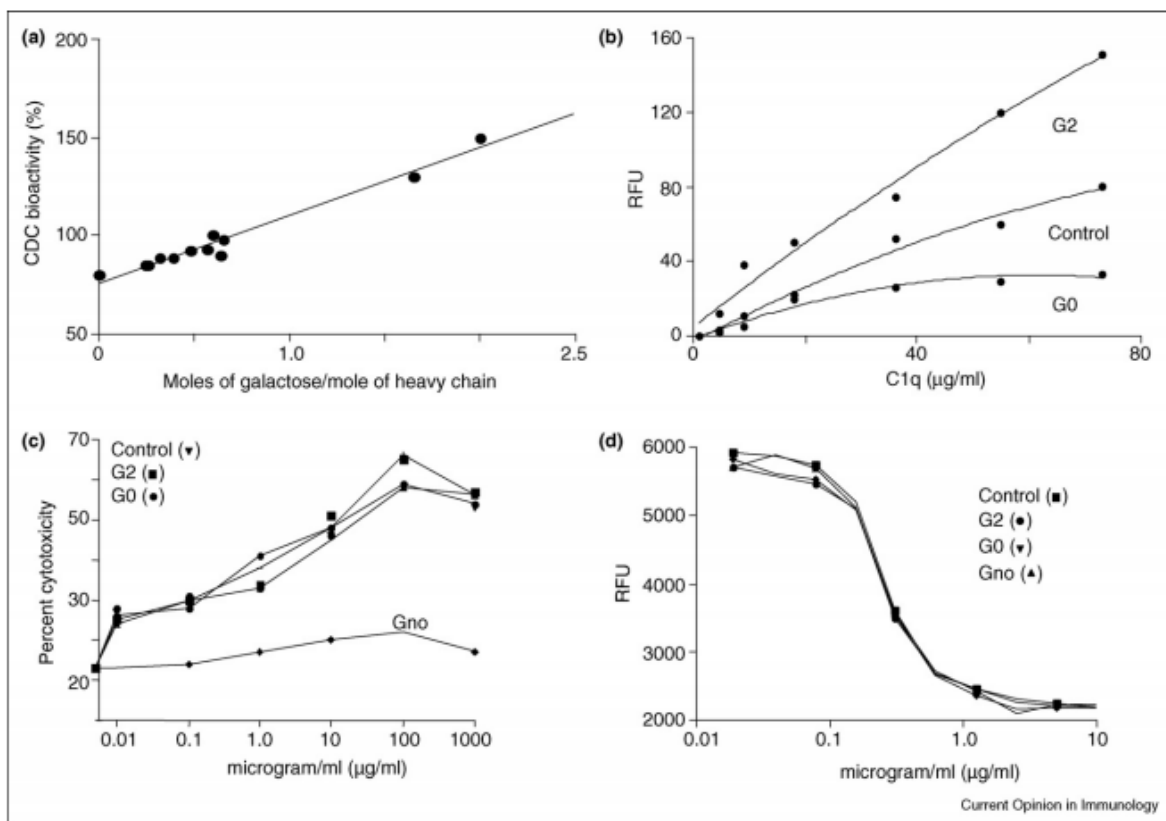 (a)
200
150
100
50
CDC bioactivity (%)
0
1.0
2.5
Moles of galactose/mole of heavy chain
(b)
160
120
80
40
0
RFU
G2
Control
G0
40
80
C1q (µg/ml)
(c)
Control (▼)
G2 (■)
G0 (●)
70
50
30
20
Percent cytotoxicity
Gno
0.01
0.1
1.0
10
100
1000
microgram/ml (µg/ml)
(d)
6000
5000
4000
3000
2000
RFU
Control (■)
G2 (●)
G0 (▼)
Gno (▲)
0.01
0.1
1.0
10
microgram/ml (µg/ml)
Current Opinion in Immunology